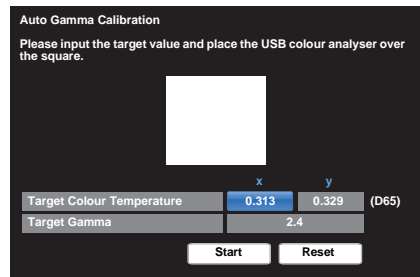 Auto Gamma Calibration
Please input the target value and place the USB colour analyser over
the square.
x y
Target Colour Temperature 0.313 0.329 (D65)
Target Gamma 2.4
Start Reset